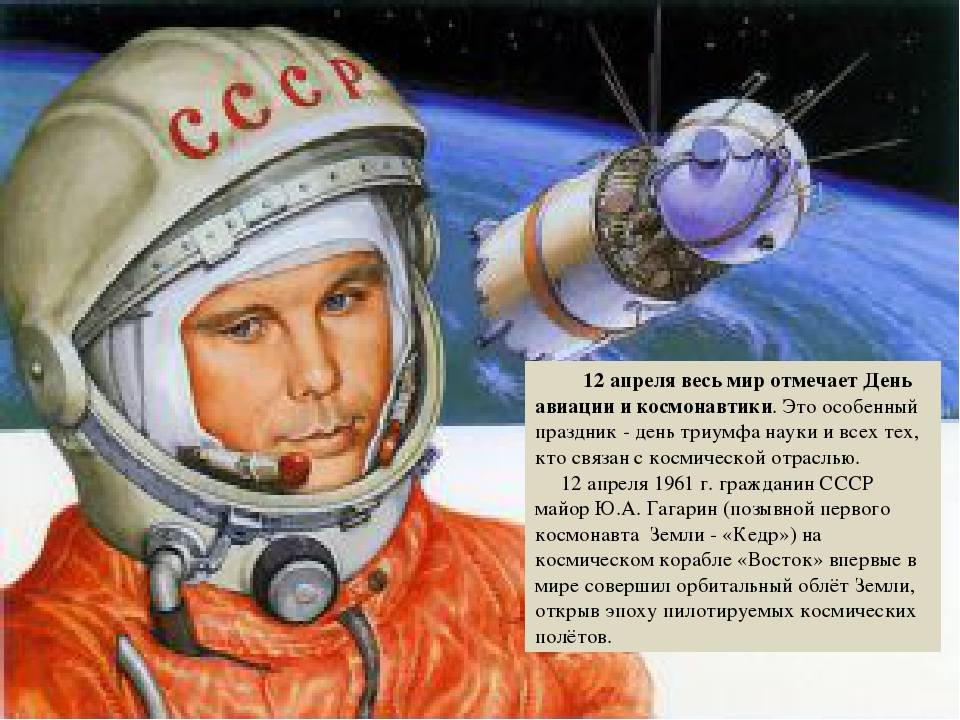 СССР
12 апреля весь мир отмечает День
авиации и космонавтики. Это особенный
праздник - день триумфа науки и всех тех,
кто связан с космической отраслью.
12 апреля 1961 г. гражданин СССР
майор Ю.А. Гагарин (позывной первого
космонавта Земли - «Кедр») на
космическом корабле «Восток» впервые в
мире совершил орбитальный облёт Земли,
открыв эпоху пилотируемых космических
полётов.